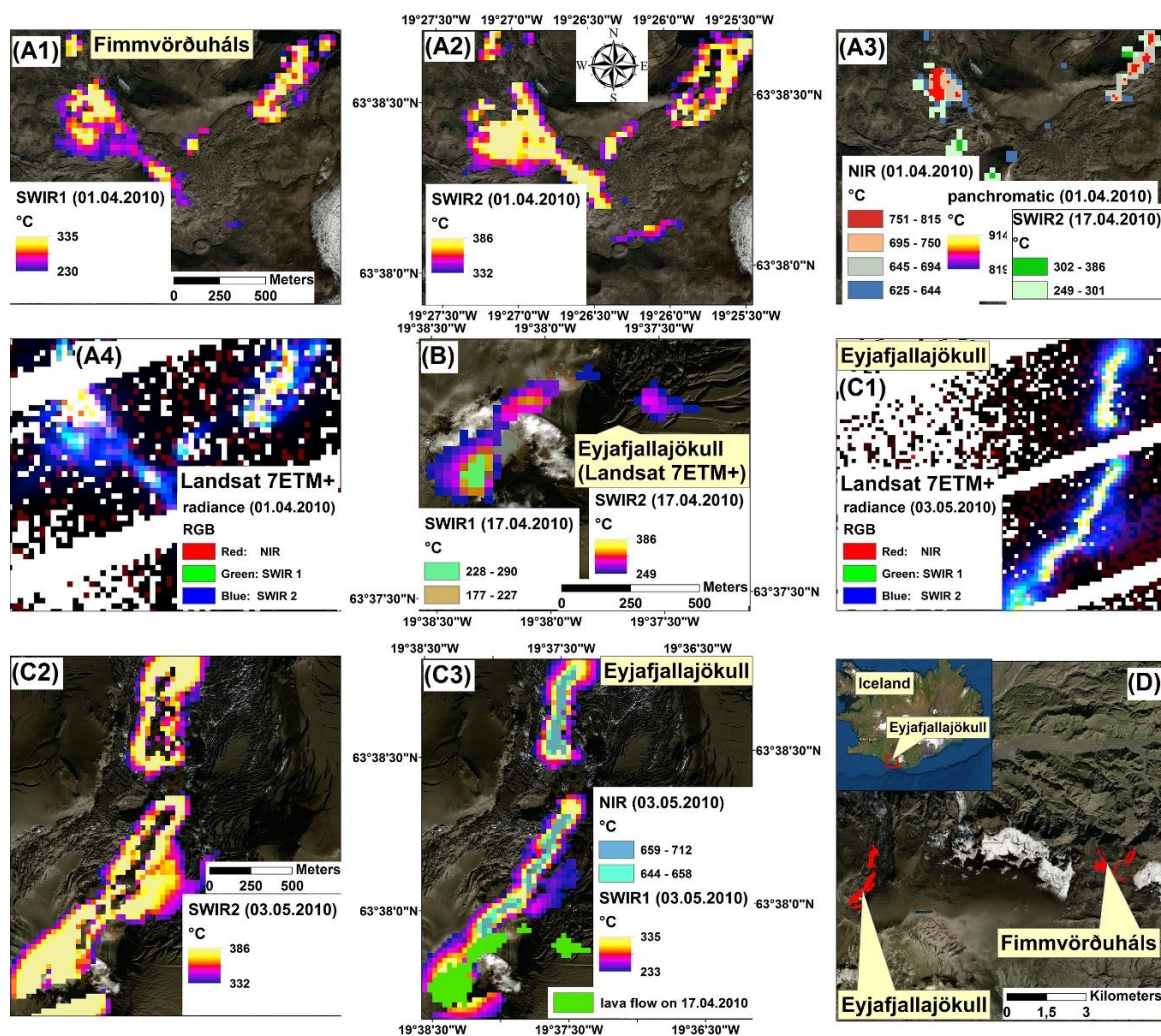 19°27'30"W 19°27'0"W 19°26'30"W 19°26'0"W 19°25'30"W
(A1)
Fimmvörðuháls
SWIR1 (01.04.2010)
°C
335
230
Meters
0 250 500
(A2)
N
W E
S
63°38'30"N
63°38'0"N
SWIR2 (01.04.2010)
°C
386
332
63°38'30"N
63°38'0"N
19°27'30"W 19°27'0"W 19°26'30"W 19°26'0"W 19°25'30"W
(A3)
NIR (01.04.2010)
°C
751 - 815
695 - 750
645 - 694
625 - 644
panchromatic (01.04.2010)
°C
914
819
SWIR2 (17.04.2010)
°C
302 - 386
249 - 301
(A4)
Landsat 7ETM+
radiance (01.04.2010)
RGB
Red: NIR
Green: SWIR 1
Blue: SWIR 2
19°38'30"W 19°38'0"W 19°37'30"W
(B)
Eyjafjallajökull
(Landsat 7ETM+)
SWIR1 (17.04.2010)
°C
228 - 290
177 - 227
SWIR2 (17.04.2010)
°C
386
249
Meters
0 250 500
63°37'30"N
63°37'30"N
19°38'30"W 19°38'0"W 19°37'30"W
Eyjafjallajökull
(C1)
Landsat 7ETM+
radiance (03.05.2010)
RGB
Red: NIR
Green: SWIR 1
Blue: SWIR 2
(C2)
Meters
0 250 500
SWIR2 (03.05.2010)
°C
386
332
19°38'30"W 19°37'30"W 19°36'30"W
(C3)
Eyjafjallajökull
63°38'30"N
63°38'0"N
63°38'30"N
63°38'0"N
NIR (03.05.2010)
°C
659 - 712
644 - 658
SWIR1 (03.05.2010)
°C
335
233
lava flow on 17.04.2010
19°38'30"W 19°37'30"W 19°36'30"W
(D)
Iceland
Eyjafjallajökull
Fimmvörðuháls
Eyjafjallajökull
Kilometers
0 1,5 3